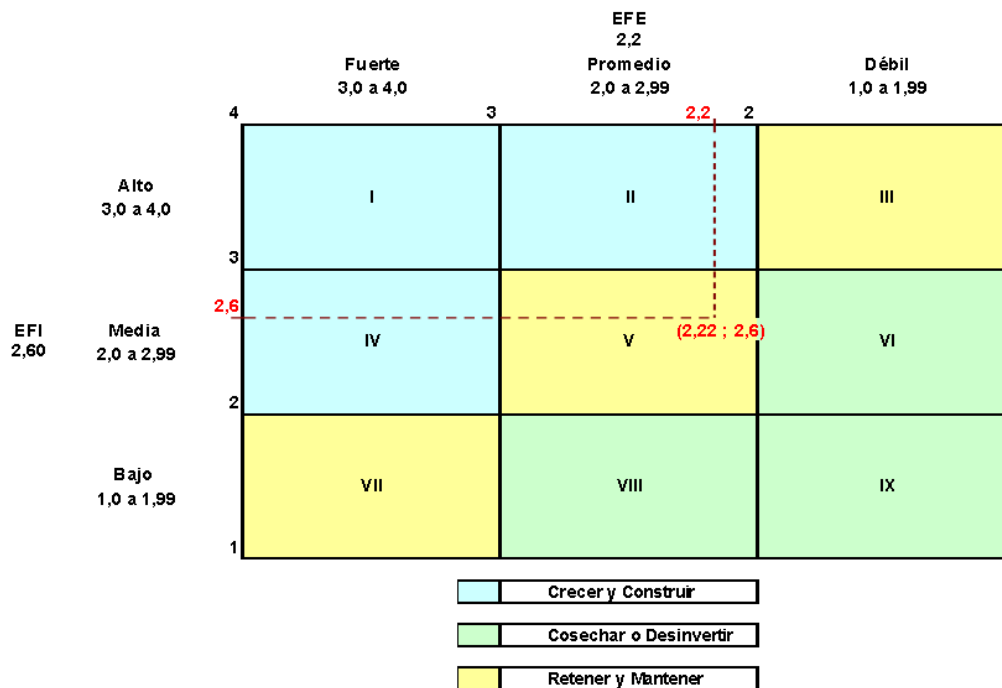 EFE
2,2
Fuerte
3,0 a 4,0
Promedio
2,0 a 2,99
Débil
1,0 a 1,99
4
3
2,2
2
Alto
3,0 a 4,0
I
II
III
3
2,6
EFI
2,60
Media
2,0 a 2,99
IV
V
(2,22 ; 2,6)
VI
2
Bajo
1,0 a 1,99
VII
VIII
IX
1
Crecer y Construir
Cosechar o Desinvertir
Retener y Mantener